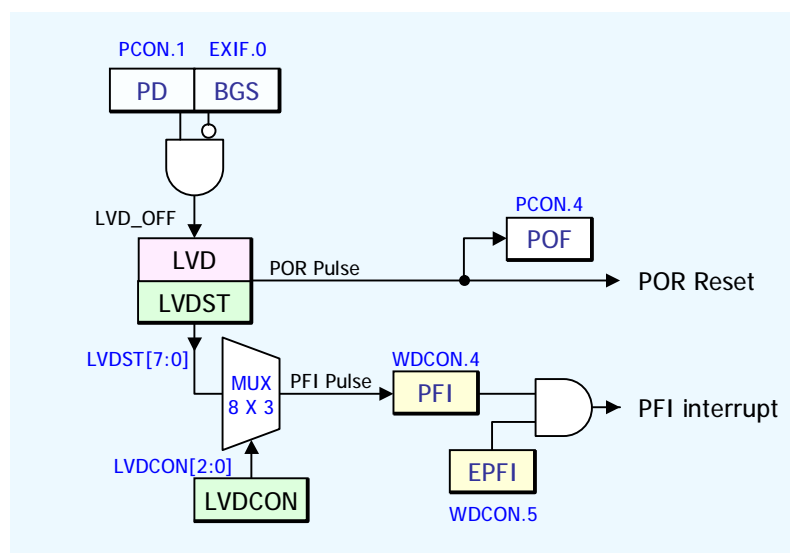 PCON.1 EXIF.0
PD BGS
LVD_OFF
PCON.4
POF
LVD
POR Pulse
POR Reset
LVDST
LVDST[7:0]
MUX
8 X 3
PFI Pulse
WDCON.4
PFI
PFI interrupt
LVDCON[2:0]
LVDCON
EPFI
WDCON.5